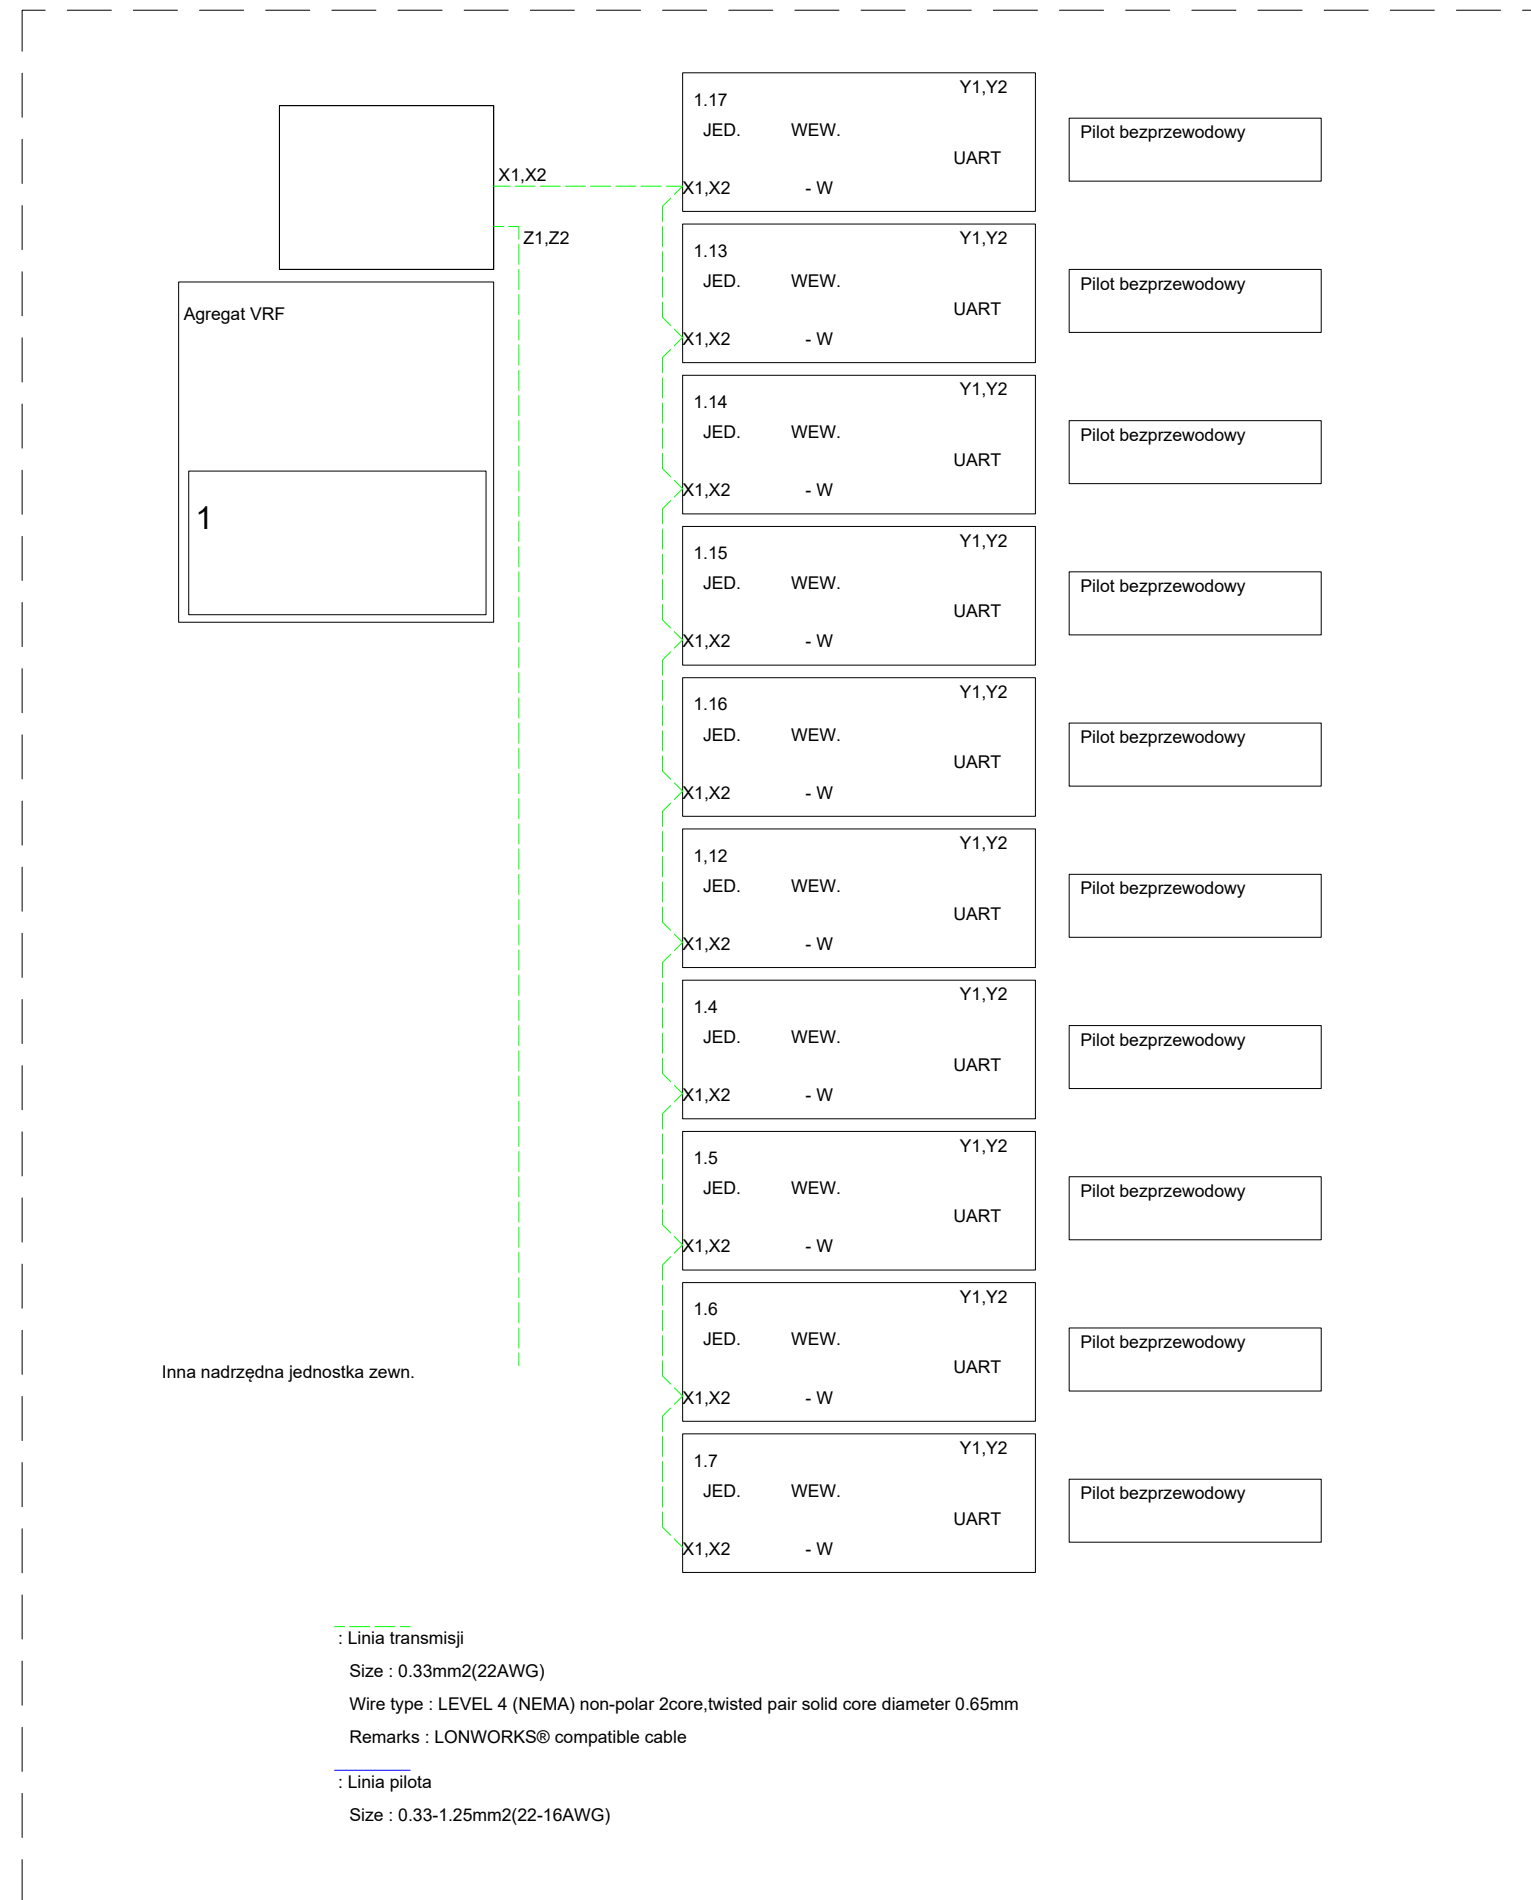 X1,X2
Z1,Z2
Agregat VRF
1
Inna nadrzędna jednostka zewn.
1.17 Y1,Y2
JED. WEW.
UART
X1,X2 - W
Pilot bezprzewodowy
1.13 Y1,Y2
JED. WEW.
UART
X1,X2 - W
Pilot bezprzewodowy
1.14 Y1,Y2
JED. WEW.
UART
X1,X2 - W
Pilot bezprzewodowy
1.15 Y1,Y2
JED. WEW.
UART
X1,X2 - W
Pilot bezprzewodowy
1.16 Y1,Y2
JED. WEW.
UART
X1,X2 - W
Pilot bezprzewodowy
1,12 Y1,Y2
JED. WEW.
UART
X1,X2 - W
Pilot bezprzewodowy
1.4 Y1,Y2
JED. WEW.
UART
X1,X2 - W
Pilot bezprzewodowy
1.5 Y1,Y2
JED. WEW.
UART
X1,X2 - W
Pilot bezprzewodowy
1.6 Y1,Y2
JED. WEW.
UART
X1,X2 - W
Pilot bezprzewodowy
1.7 Y1,Y2
JED. WEW.
UART
X1,X2 - W
Pilot bezprzewodowy
: Linia transmisji
Size : 0.33mm2(22AWG)
Wire type : LEVEL 4 (NEMA) non-polar 2core,twisted pair solid core diameter 0.65mm
Remarks : LONWORKS® compatible cable
: Linia pilota
Size : 0.33-1.25mm2(22-16AWG)